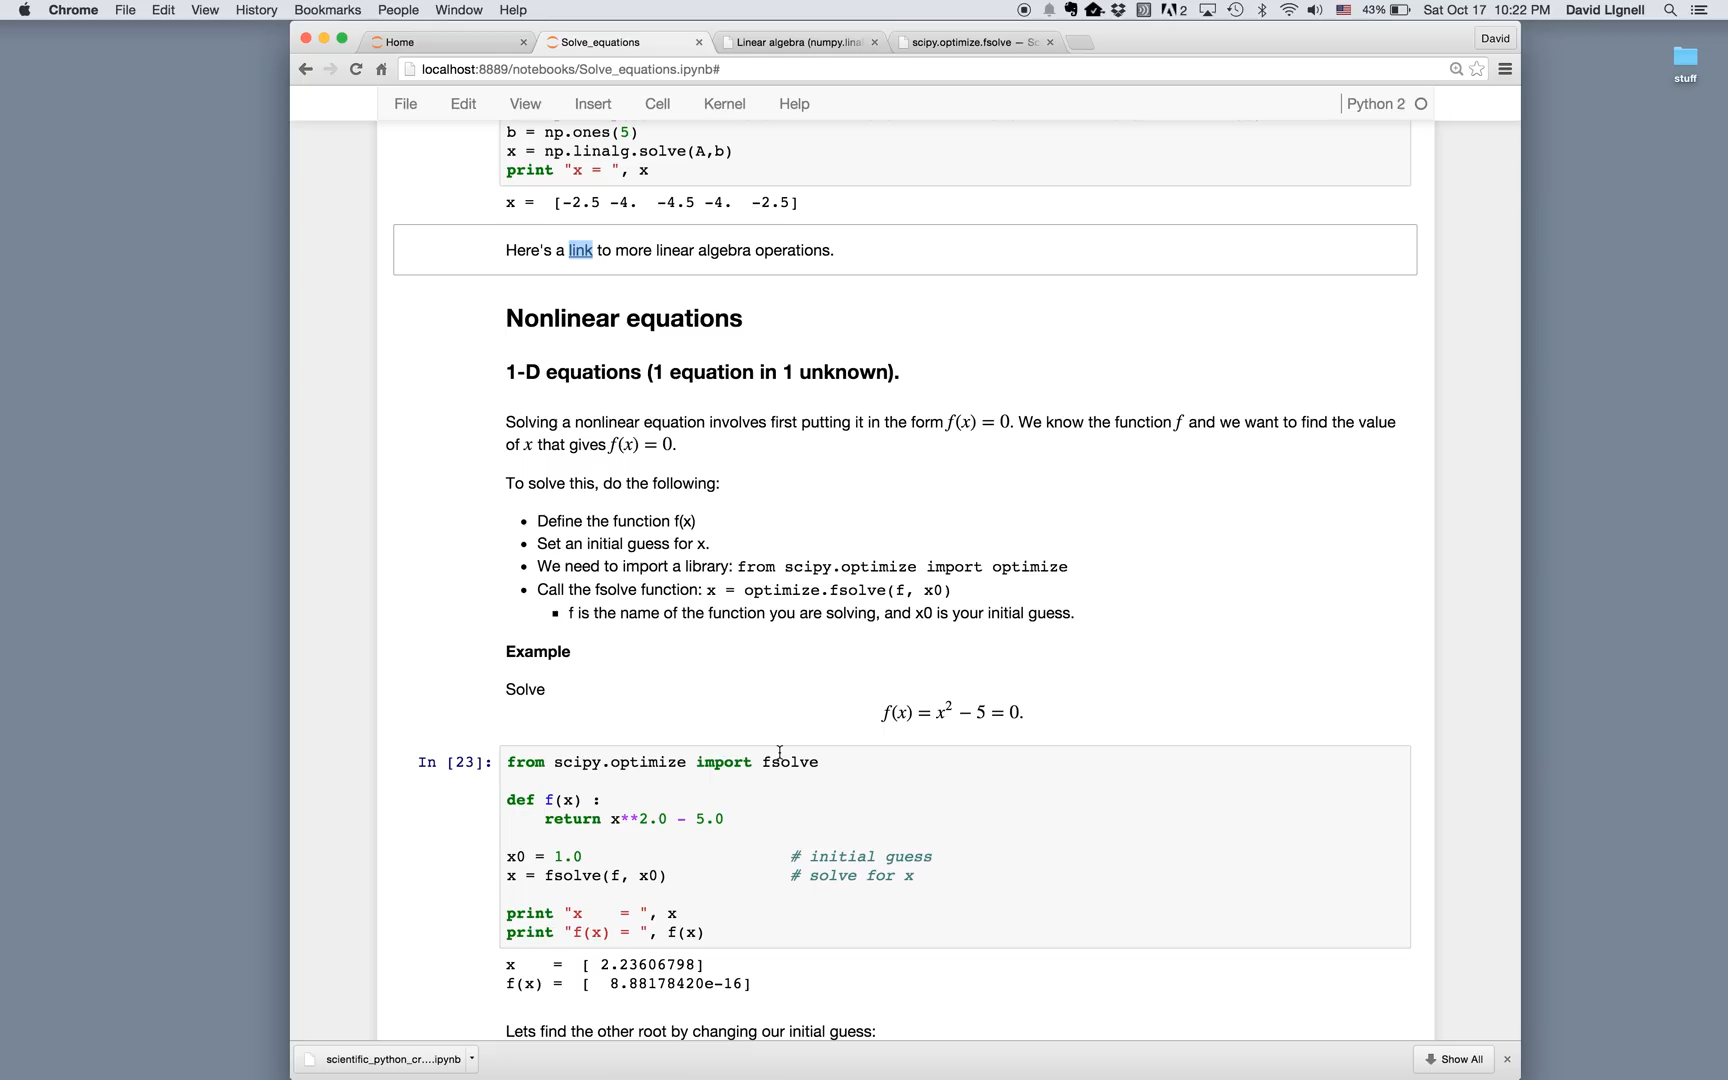 Chrome File Edit View History Bookmarks People Window Help 2 43% Sat Oct 17 10:22 PM David LIgnell
Home Solve_equations Linear algebra (numpy.lina scipy.optimize.fsolve — Sc David
localhost:8889/notebooks/Solve_equations.ipynb#
stuff
File Edit View Insert Cell Kernel Help Python 2
b = np.ones(5)
x = np.linalg.solve(A,b)
print "x = ", x
x = [-2.5 -4. -4.5 -4. -2.5]
Here's a link to more linear algebra operations.
Nonlinear equations
1-D equations (1 equation in 1 unknown).
Solving a nonlinear equation involves first putting it in the form f(x) = 0. We know the function f and we want to find the value
of x that gives f(x) = 0.
To solve this, do the following:
• Define the function f(x)
• Set an initial guess for x.
• We need to import a library: from scipy.optimize import optimize
• Call the fsolve function: x = optimize.fsolve(f, x0)
▪ f is the name of the function you are solving, and x0 is your initial guess.
Example
Solve
f(x) = x² − 5 = 0.
In [23]: from scipy.optimize import fsolve
def f(x) :
return x**2.0 - 5.0
x0 = 1.0 # initial guess
x = fsolve(f, x0) # solve for x
print "x    = ", x
print "f(x) = ", f(x)
x    = [ 2.23606798]
f(x) = [ 8.88178420e-16]
Lets find the other root by changing our initial guess:
scientific_python_cr....ipynb Show All